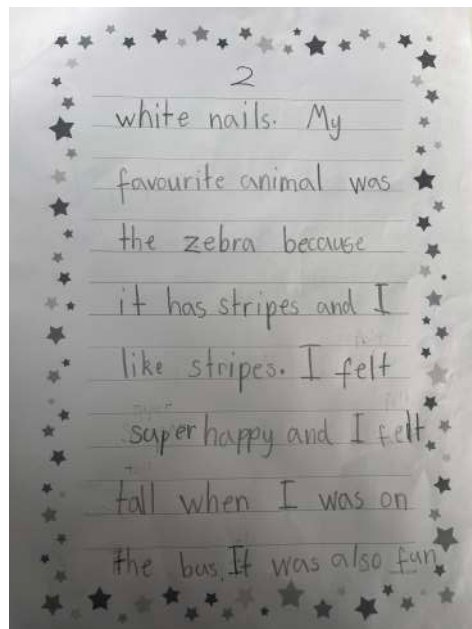 2
white nails. My
favourite animal was
the zebra because
it has stripes and I
like stripes. I felt
super happy and I felt
tall when I was on
the bus. It was also fun